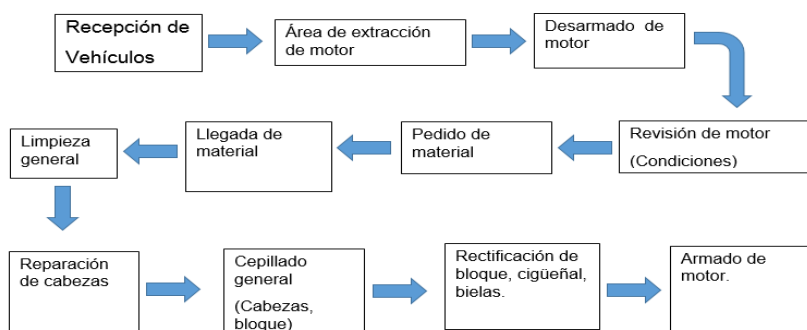 Recepción de
Vehículos
Área de extracción
de motor
Desarmado de
motor
Revisión de motor
(Condiciones)
Pedido de
material
Llegada de
material
Limpieza
general
Reparación
de cabezas
Cepillado
general
(Cabezas,
bloque)
Rectificación de
bloque, cigüeñal,
bielas.
Armado de
motor.